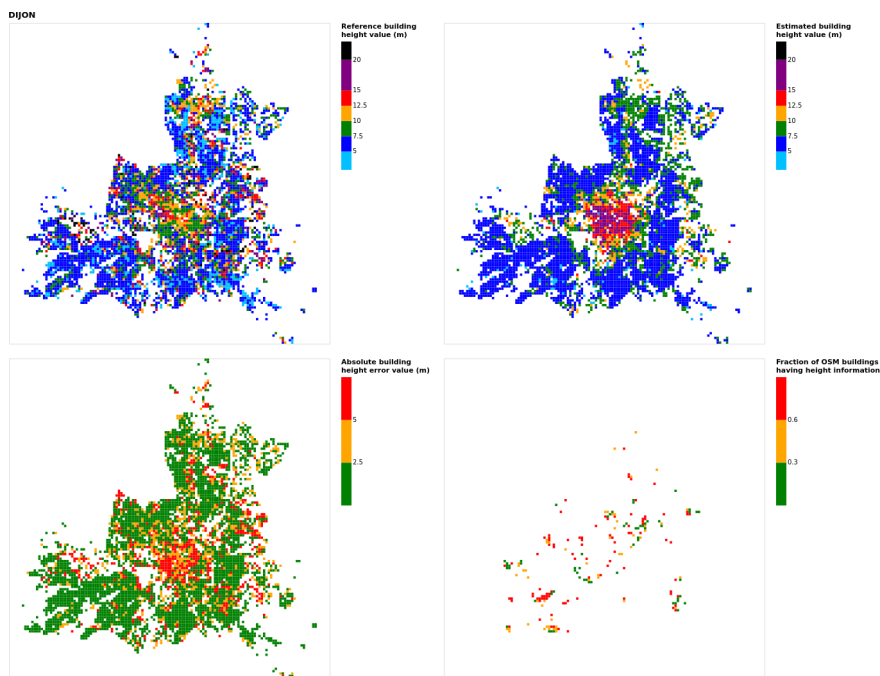 DIJON
Reference building
height value (m)
20
15
12.5
10
7.5
5
Estimated building
height value (m)
20
15
12.5
10
7.5
5
Absolute building
height error value (m)
5
2.5
Fraction of OSM buildings
having height information
0.6
0.3